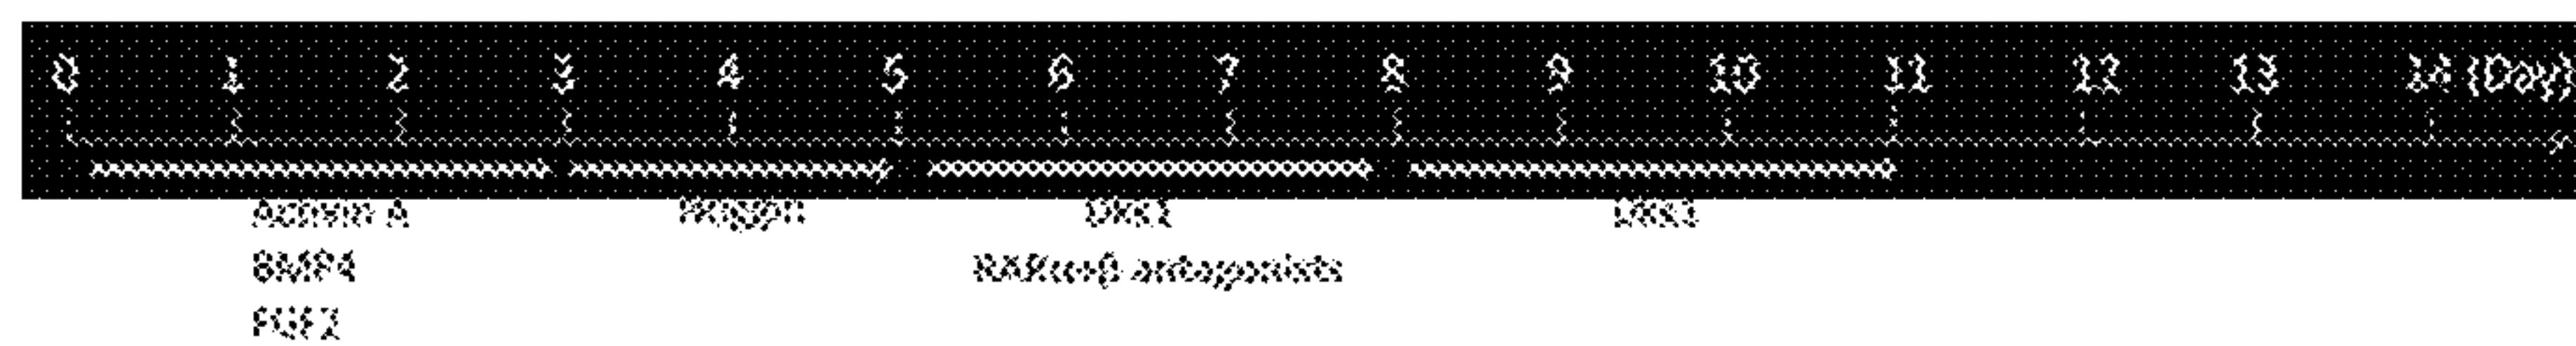 0 1 2 3 4 5 6 7 8 9 10 11 12 13 14 (Day)
Activin A DKK1 DKK1
BMP4 RARα+β antagonists
FGF2